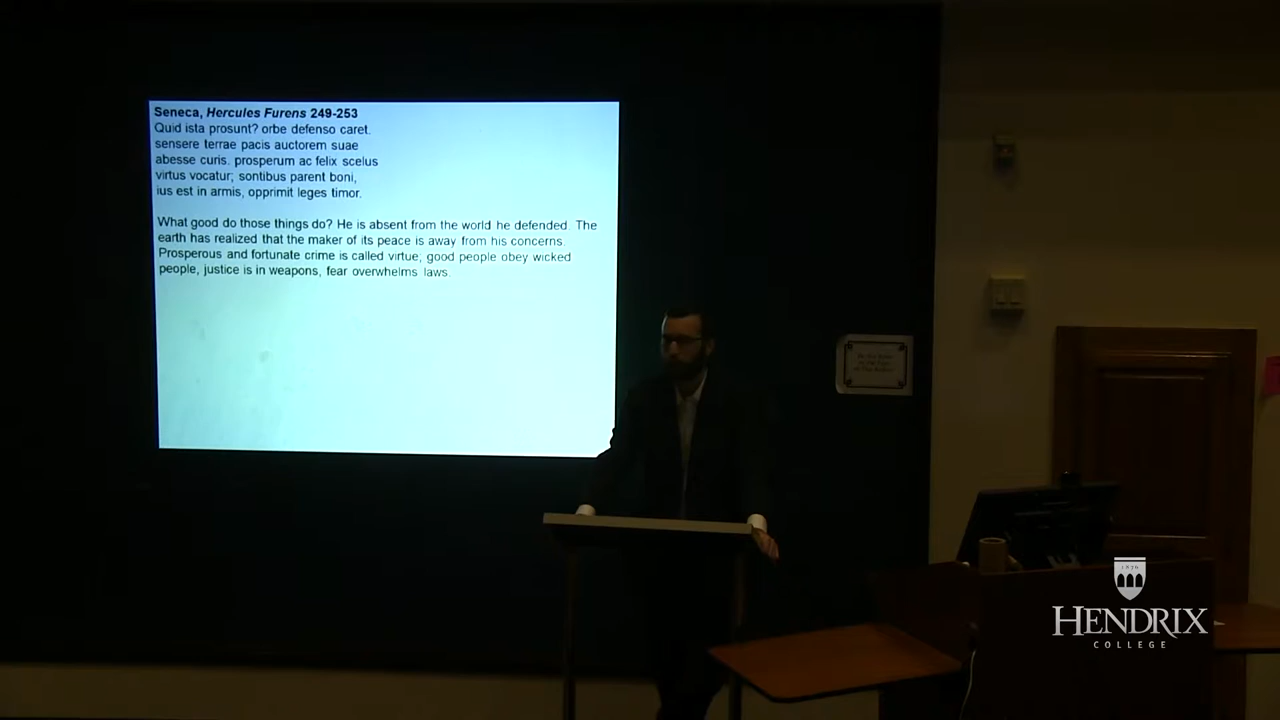 Seneca, Hercules Furens 249-253
Quid ista prosunt? orbe defenso caret.
sensere terrae pacis auctorem suae
abesse curis. prosperum ac felix scelus
virtus vocatur; sontibus parent boni,
ius est in armis, opprimit leges timor.
What good do those things do? He is absent from the world he defended. The
earth has realized that the maker of its peace is away from his concerns.
Prosperous and fortunate crime is called virtue; good people obey wicked
people, justice is in weapons, fear overwhelms laws.
1876
HENDRIX
COLLEGE